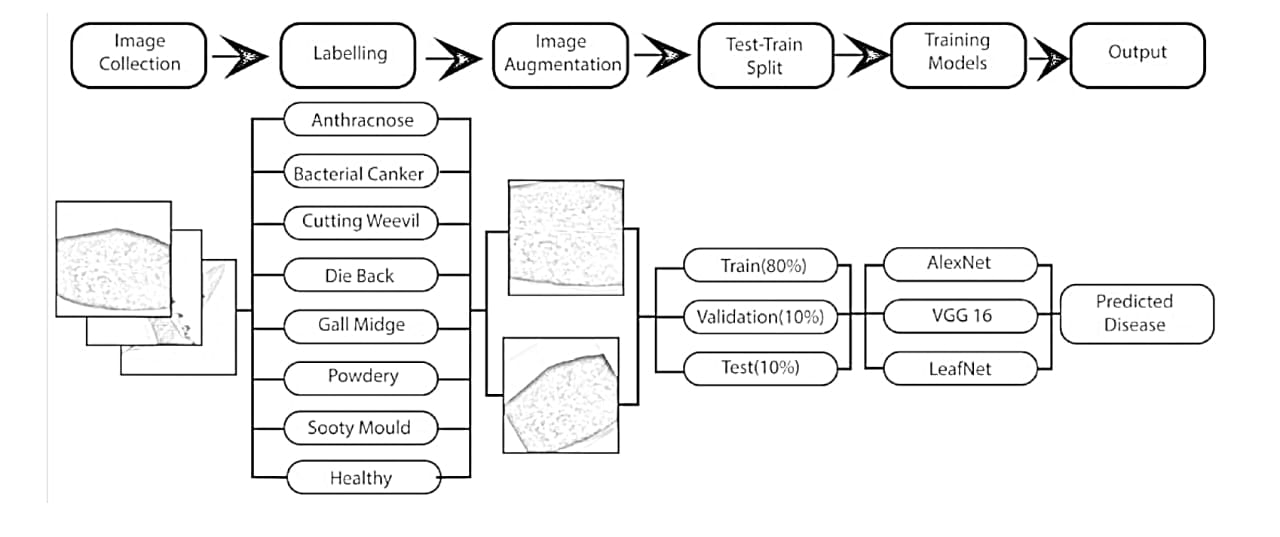 Image
Collection
Labelling
Image
Augmentation
Test-Train
Split
Training
Models
Output
Anthracnose
Bacterial Canker
Cutting Weevil
Die Back
Gall Midge
Powdery
Sooty Mould
Healthy
Train(80%)
Validation(10%)
Test(10%)
AlexNet
VGG 16
LeafNet
Predicted
Disease